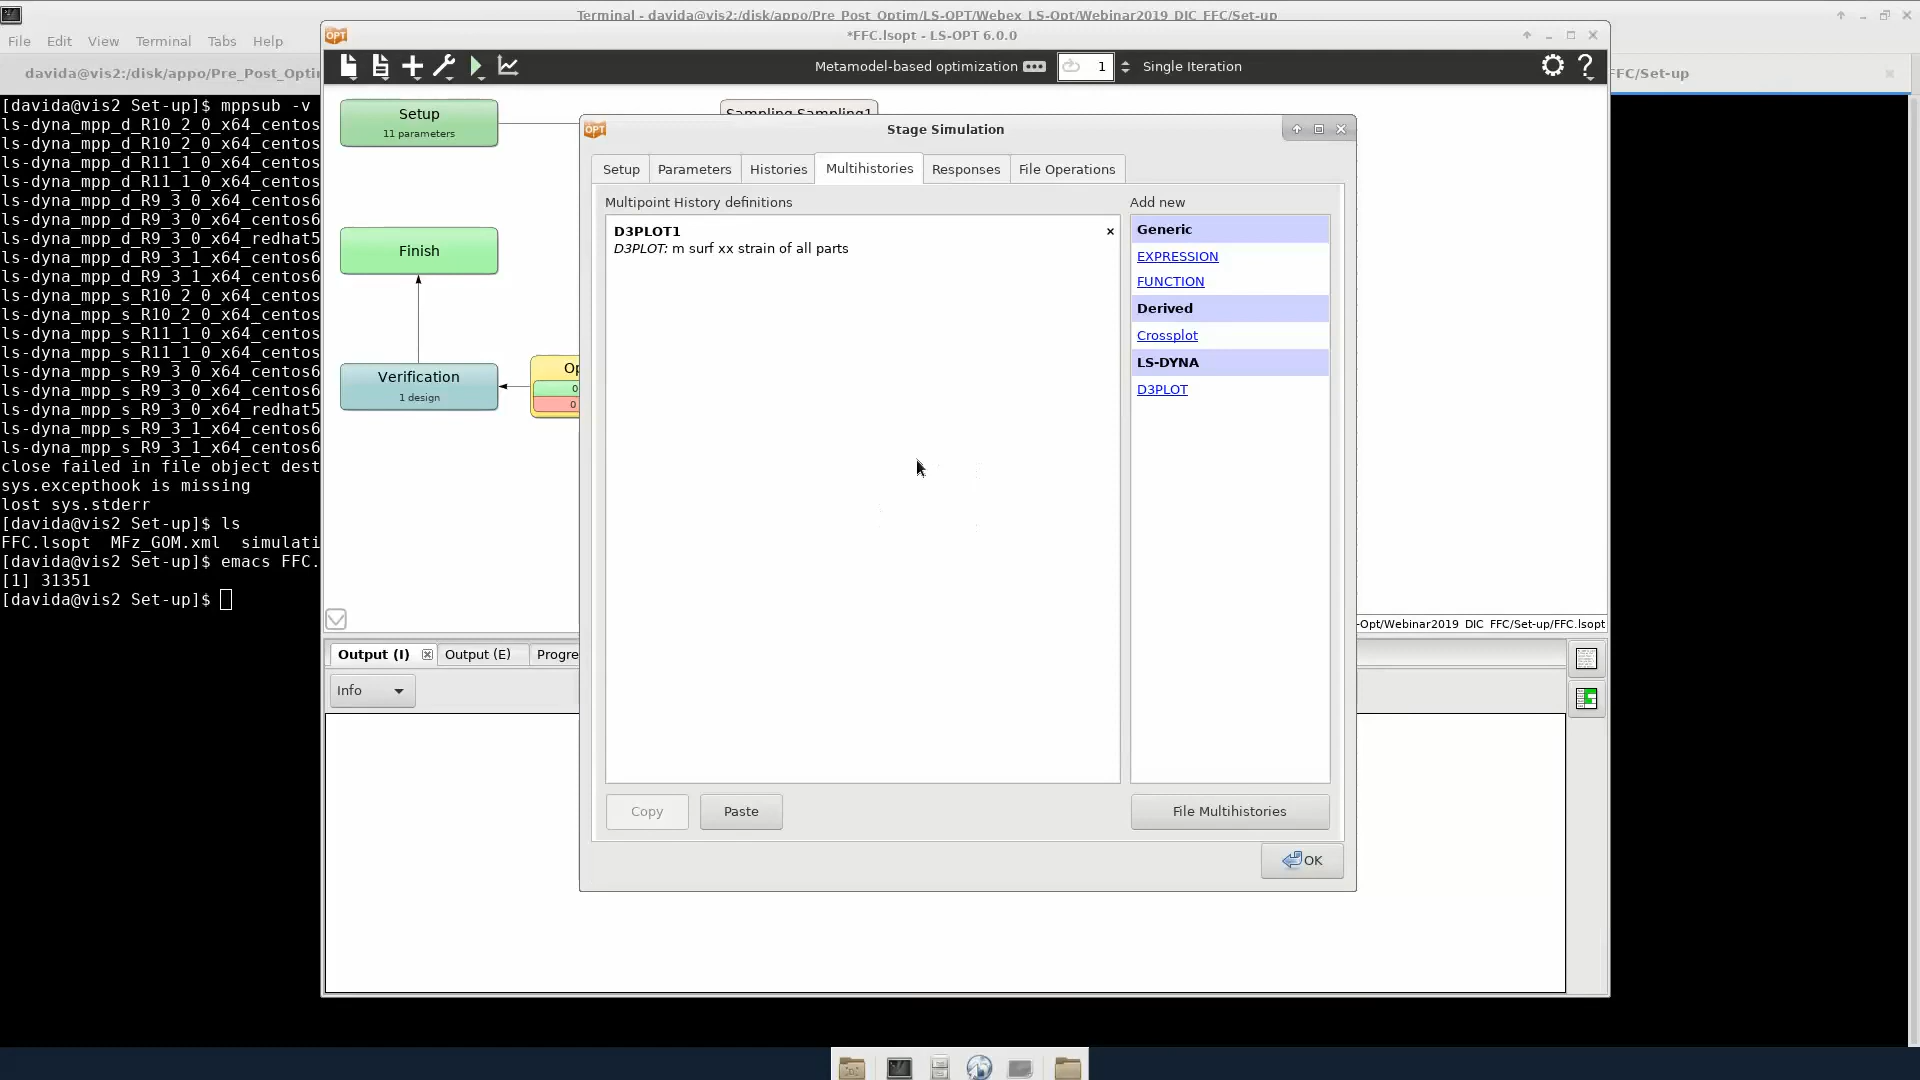 Terminal - davida@vis2:/disk/appo/Pre_Post_Optim/LS-OPT/Webex_LS-Opt/Webinar2019_DIC_FFC/Set-up
File Edit View Terminal Tabs Help
davida@vis2:/disk/appo/Pre_Post_Opti
FFC/Set-up
[davida@vis2 Set-up]$ mppsub -v
ls-dyna_mpp_d_R10_2_0_x64_centos
ls-dyna_mpp_d_R10_2_0_x64_centos
ls-dyna_mpp_d_R11_1_0_x64_centos
ls-dyna_mpp_d_R11_1_0_x64_centos
ls-dyna_mpp_d_R9_3_0_x64_centos6
ls-dyna_mpp_d_R9_3_0_x64_centos6
ls-dyna_mpp_d_R9_3_0_x64_redhat5
ls-dyna_mpp_d_R9_3_1_x64_centos6
ls-dyna_mpp_d_R9_3_1_x64_centos6
ls-dyna_mpp_s_R10_2_0_x64_centos
ls-dyna_mpp_s_R10_2_0_x64_centos
ls-dyna_mpp_s_R11_1_0_x64_centos
ls-dyna_mpp_s_R11_1_0_x64_centos
ls-dyna_mpp_s_R9_3_0_x64_centos6
ls-dyna_mpp_s_R9_3_0_x64_centos6
ls-dyna_mpp_s_R9_3_0_x64_redhat5
ls-dyna_mpp_s_R9_3_1_x64_centos6
ls-dyna_mpp_s_R9_3_1_x64_centos6
close failed in file object dest
sys.excepthook is missing
lost sys.stderr
[davida@vis2 Set-up]$ ls
FFC.lsopt MFz_GOM.xml simulati
[davida@vis2 Set-up]$ emacs FFC.
[1] 31351
[davida@vis2 Set-up]$
OPT
*FFC.lsopt - LS-OPT 6.0.0
Metamodel-based optimization
1
Single Iteration
Setup
11 parameters
Sampling Sampling1
Finish
Verification
1 design
Op
0
0
-Opt/Webinar2019_DIC_FFC/Set-up/FFC.lsopt
Output (I)
Output (E)
Progre
Info
OPT
Stage Simulation
Setup
Parameters
Histories
Multihistories
Responses
File Operations
Multipoint History definitions
D3PLOT1
×
D3PLOT: m surf xx strain of all parts
Add new
Generic
EXPRESSION
FUNCTION
Derived
Crossplot
LS-DYNA
D3PLOT
Copy
Paste
File Multihistories
OK